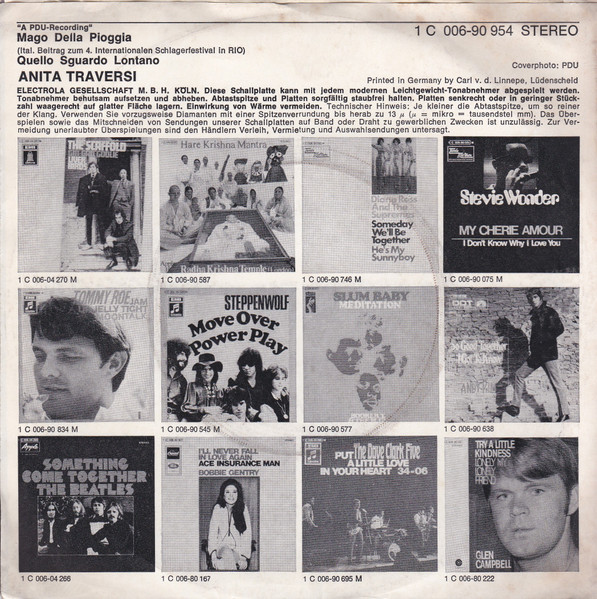 "A PDU-Recording"
Mago Della Pioggia
(Ital. Beitrag zum 4. Internationalen Schlagerfestival in RIO)
Quello Sguardo Lontano
ANITA TRAVERSI
1 C 006-90 954 STEREO
Coverphoto: PDU
Printed in Germany by Carl v. d. Linnepe, Lüdenscheid
ELECTROLA GESELLSCHAFT M. B. H. KÖLN. Diese Schallplatte kann mit jedem modernen Leichtgewicht-Tonabnehmer abgespielt werden.
Tonabnehmer behutsam aufsetzen und abheben. Abtastspitze und Platten sorgfältig staubfrei halten. Platten senkrecht oder in geringer Stück-
zahl waagerecht auf glatter Fläche lagern. Einwirkung von Wärme vermeiden. Technischer Hinweis: Je kleiner die Abtastspitze, um so reiner
der Klang. Verwenden Sie vorzugsweise Diamanten mit einer Spitzenverrundung bis herab zu 13 µ (µ = mikro = tausendstel mm). Das Über-
spielen sowie das Mitschneiden von Sendungen unserer Schallplatten auf Band oder Draht zu gewerblichen Zwecken ist unzulässig. Zur Ver-
meidung unerlaubter Überspielungen sind den Händlern Verleih, Vermietung und Auswahlsendungen untersagt.
THE SCAFFOLD
1 C 006-04 270 M
Hare Krishna Mantra
Radha Krishna Temple (London)
1 C 006-90 587
Diana Ross
And The
Supremes
Someday
We'll Be
Together
He's My
Sunnyboy
1 C 006-90 746 M
Stevie Wonder
MY CHERIE AMOUR
I Don't Know Why i Love You
1 C 006-90 075 M
TOMMY ROE JAM
UP JELLY TIGHT
MOONTALK
1 C 006-90 834 M
STEPPENWOLF
Move Over
Power Play
1 C 006-90 545 M
SLUM BABY
MEDITATION
BOOKER T.
1 C 006-90 577
1 C 006-90 638
Apple
SOMETHING
COME TOGETHER
THE BEATLES
1 C 006-04 266
I'LL NEVER FALL
IN LOVE AGAIN
ACE INSURANCE MAN
BOBBIE GENTRY
1 C 006-80 167
PUT The Dave Clark Five
A LITTLE LOVE
IN YOUR HEART 34-06
1 C 006-90 695 M
TRY A LITTLE
KINDNESS
LONELY MY
LONELY
FRIEND
GLEN
CAMPBELL
1 C 006-80 222